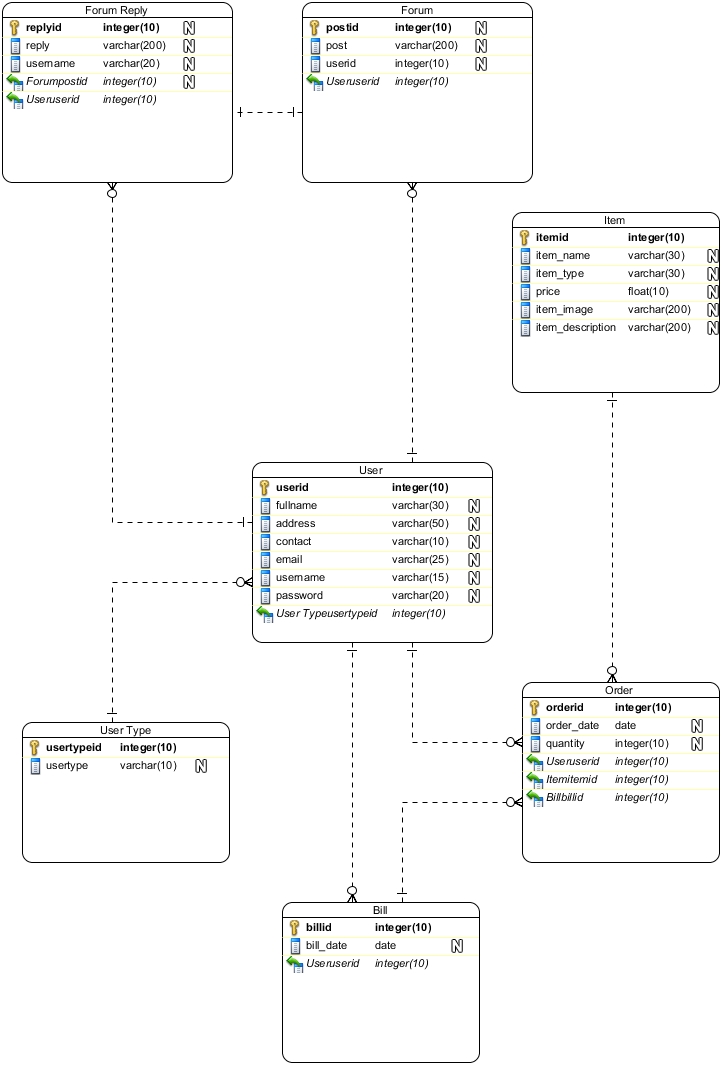 Forum Reply
replyid integer(10) N
reply varchar(200) N
username varchar(20) N
Forumpostid integer(10) N
Useruserid integer(10)
Forum
postid integer(10) N
post varchar(200) N
userid integer(10) N
Useruserid integer(10)
Item
itemid integer(10)
item_name varchar(30) N
item_type varchar(30) N
price float(10) N
item_image varchar(200) N
item_description varchar(200) N
User
userid integer(10)
fullname varchar(30) N
address varchar(50) N
contact varchar(10) N
email varchar(25) N
username varchar(15) N
password varchar(20) N
User Typeusertypeid integer(10)
User Type
usertypeid integer(10)
usertype varchar(10) N
Order
orderid integer(10)
order_date date N
quantity integer(10) N
Useruserid integer(10)
Itemitemid integer(10)
Billbillid integer(10)
Bill
billid integer(10)
bill_date date N
Useruserid integer(10)